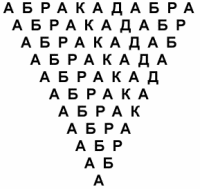 А Б Р А К А Д А Б Р А
А Б Р А К А Д А Б Р
А Б Р А К А Д А Б
А Б Р А К А Д А
А Б Р А К А Д
А Б Р А К А
А Б Р А К
А Б Р А
А Б Р
А Б
А